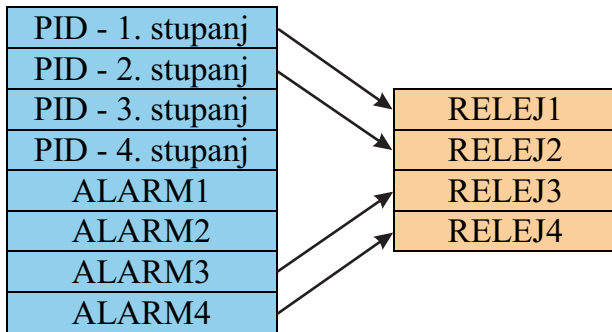 PID - 1. stupanj
PID - 2. stupanj
PID - 3. stupanj
PID - 4. stupanj
ALARM1
ALARM2
ALARM3
ALARM4
RELEJ1
RELEJ2
RELEJ3
RELEJ4